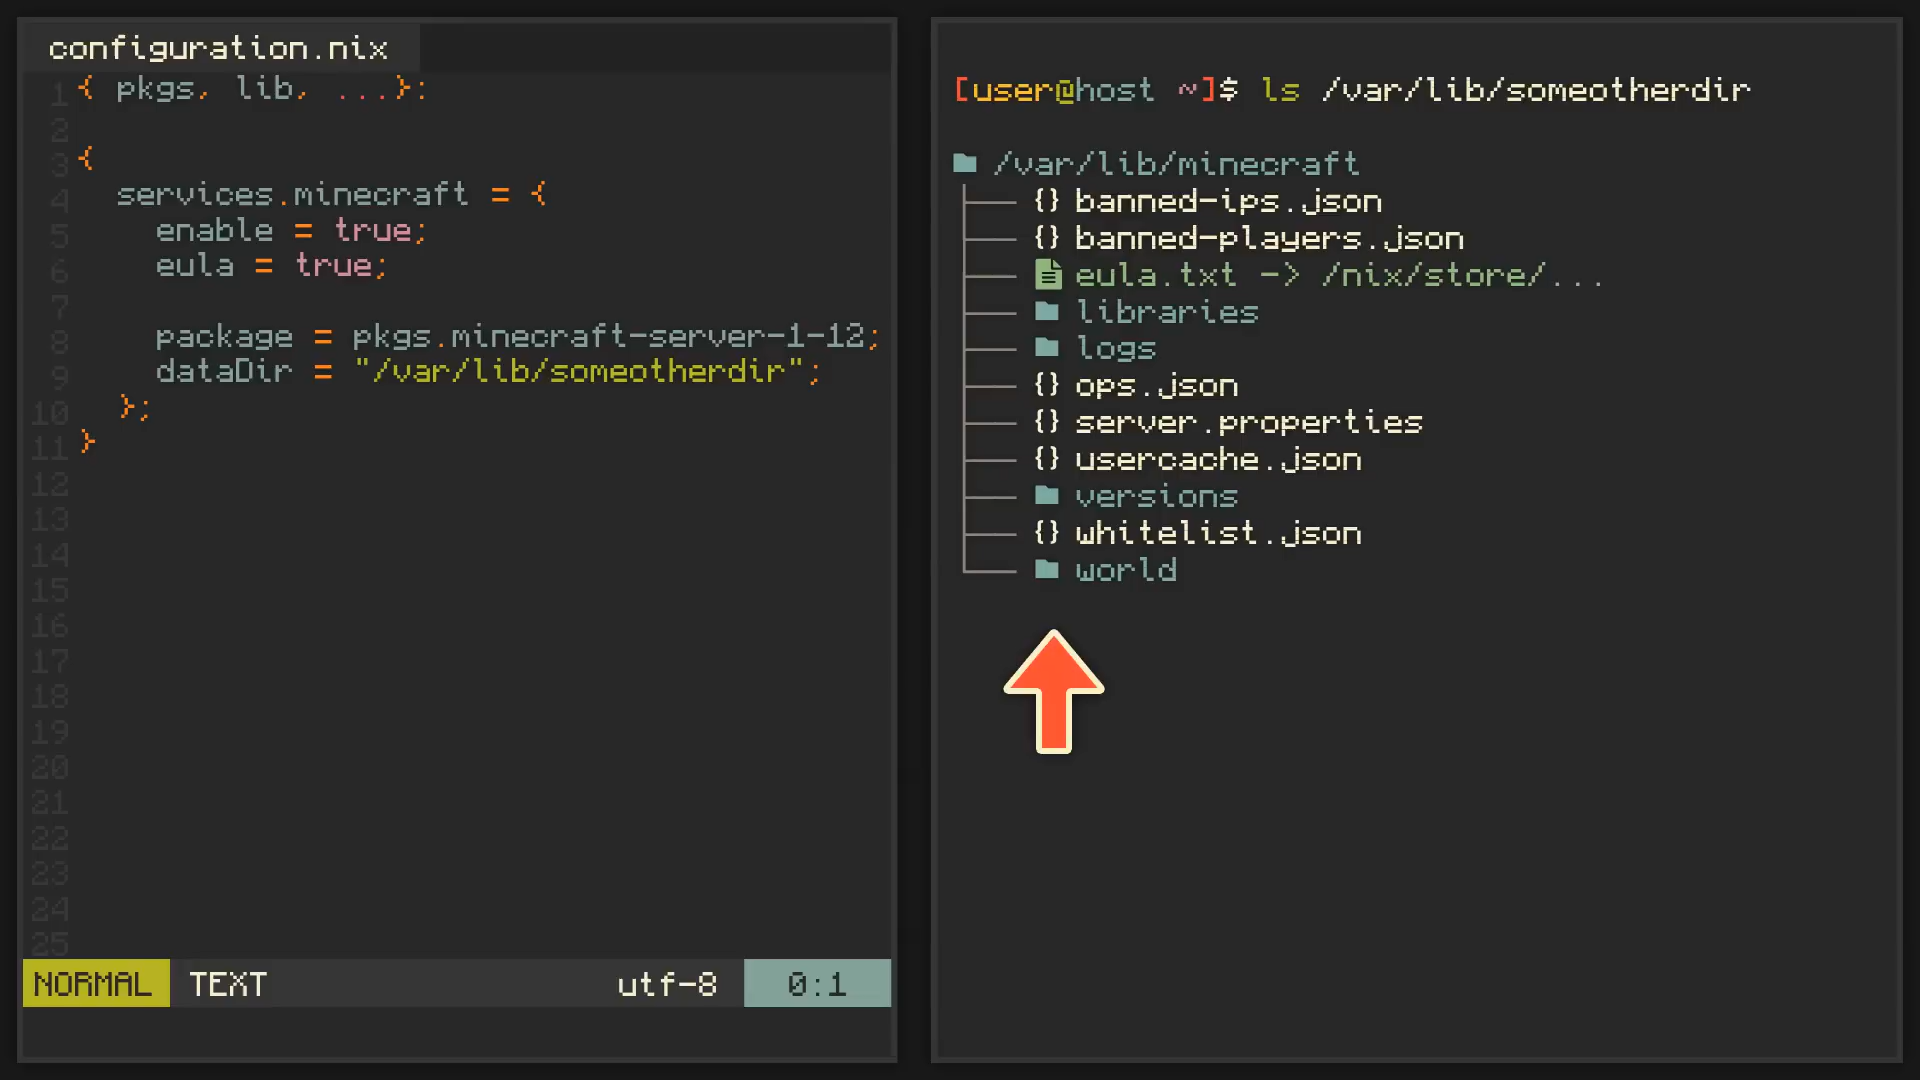 configuration.nix
1 { pkgs, lib, ...}:
2
3 {
4   services.minecraft = {
5     enable = true;
6     eula = true;
7
8     package = pkgs.minecraft-server-1-12;
9     dataDir = "/var/lib/someotherdir";
10   };
11 }
12
13
14
15
16
17
18
19
20
21
22
23
24
25
NORMAL TEXT utf-8 0:1
[user@host ~]$ ls /var/lib/someotherdir
/var/lib/minecraft
{} banned-ips.json
{} banned-players.json
eula.txt -> /nix/store/...
libraries
logs
{} ops.json
{} server.properties
{} usercache.json
versions
{} whitelist.json
world